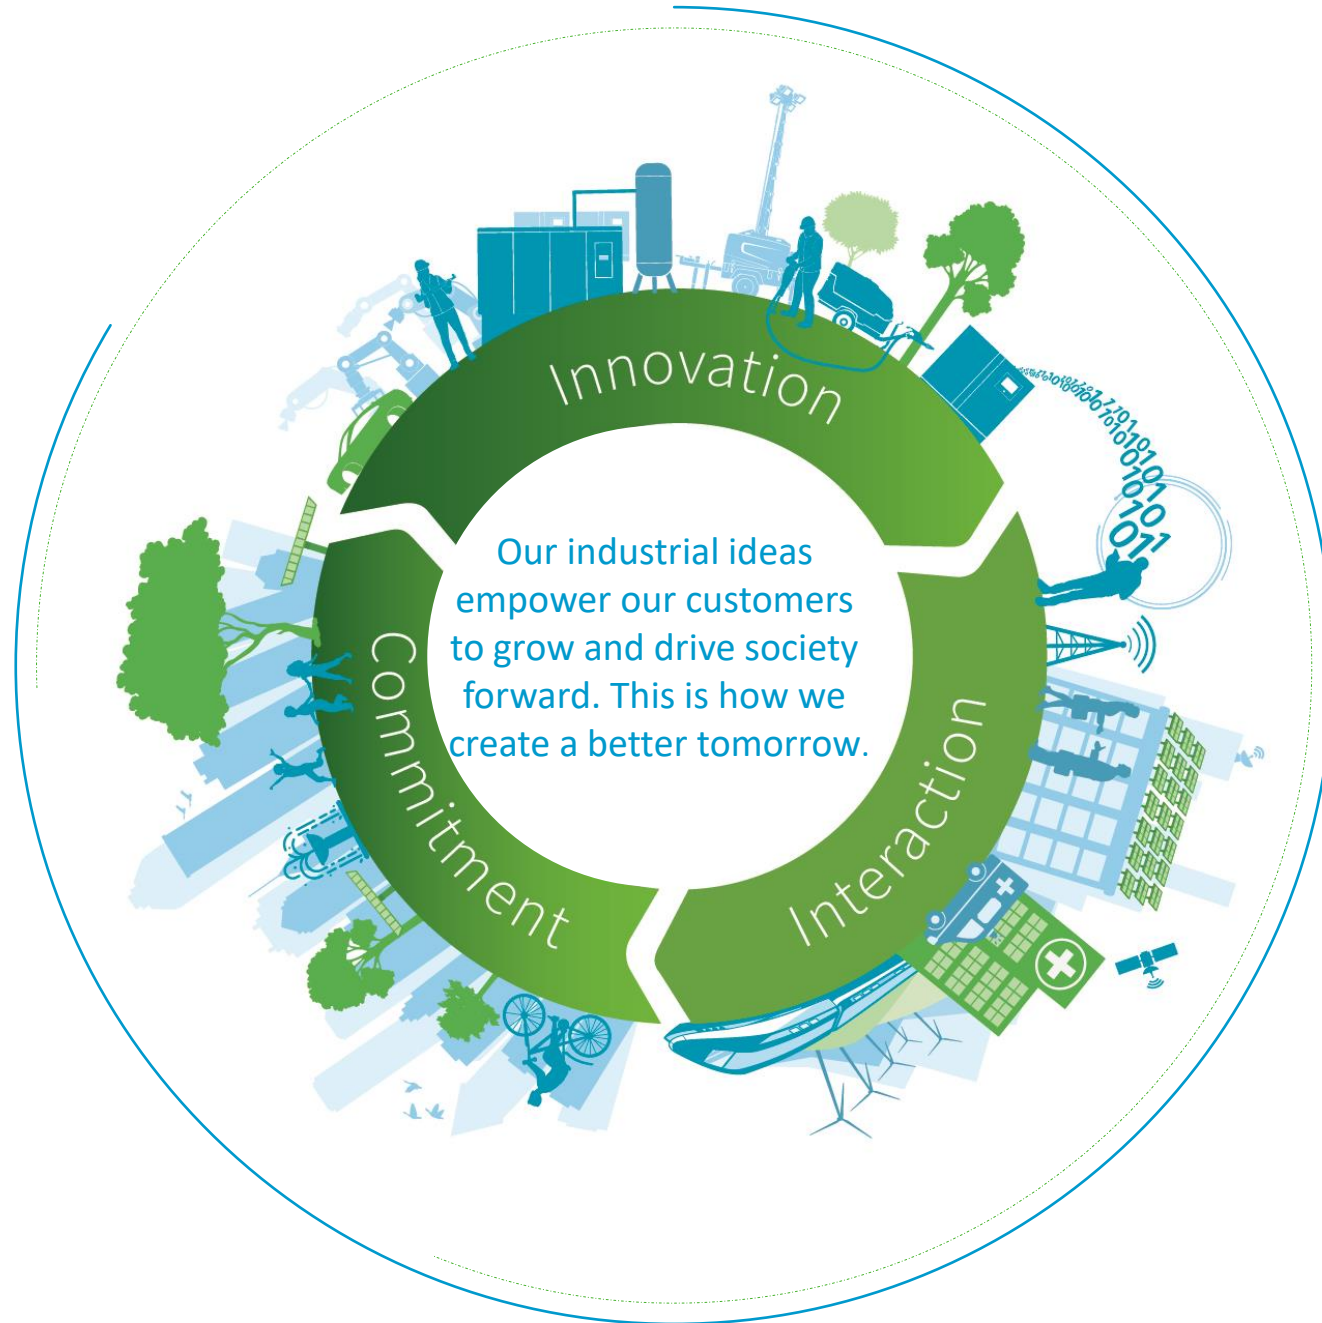 Innovation
Our industrial ideas
empower our customers
to grow and drive society
forward. This is how we
create a better tomorrow.
Commitment
Interaction